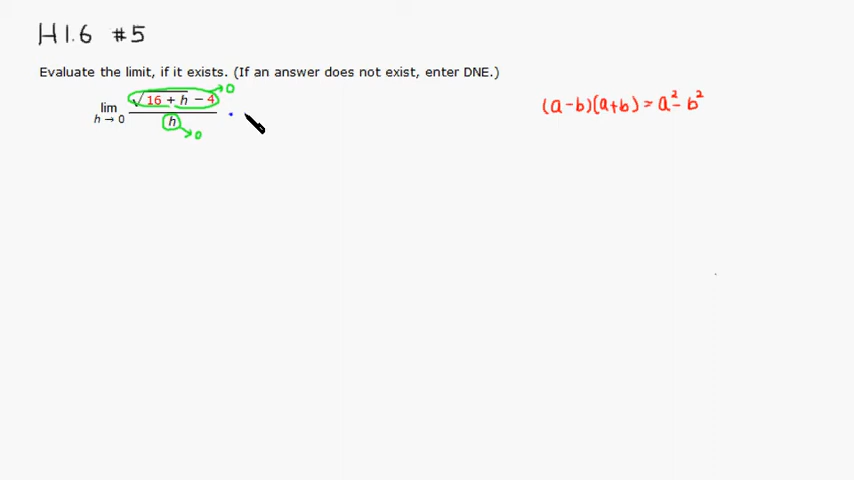 H1.6 #5
Evaluate the limit, if it exists. (If an answer does not exist, enter DNE.)
lim h → 0 (√(16 + h) − 4) / h ·
→0
→0
(a−b)(a+b) = a² − b²